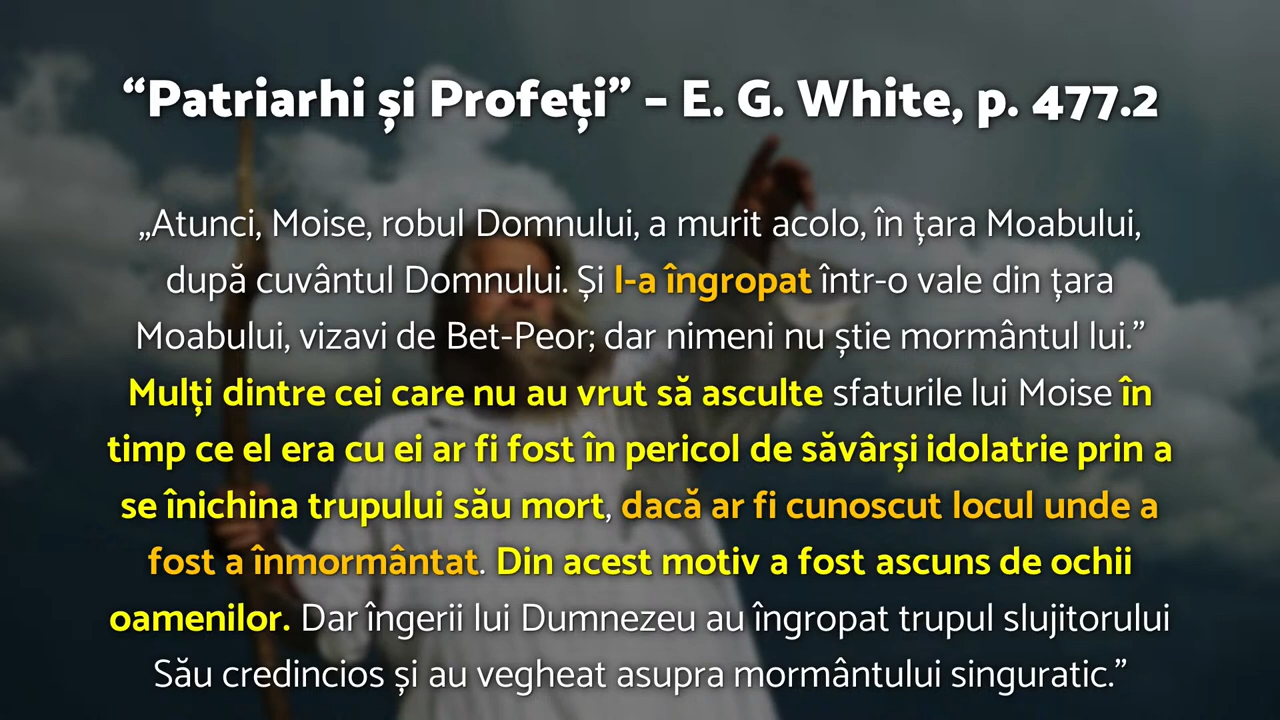 “Patriarhi și Profeți” – E. G. White, p. 477.2
„Atunci, Moise, robul Domnului, a murit acolo, în țara Moabului,
după cuvântul Domnului. Și l-a îngropat într-o vale din țara
Moabului, vizavi de Bet-Peor; dar nimeni nu știe mormântul lui.”
Mulți dintre cei care nu au vrut să asculte sfaturile lui Moise în
timp ce el era cu ei ar fi fost în pericol de săvârși idolatrie prin a
se înichina trupului său mort, dacă ar fi cunoscut locul unde a
fost a înmormântat. Din acest motiv a fost ascuns de ochii
oamenilor. Dar îngerii lui Dumnezeu au îngropat trupul slujitorului
Său credincios și au vegheat asupra mormântului singuratic.”